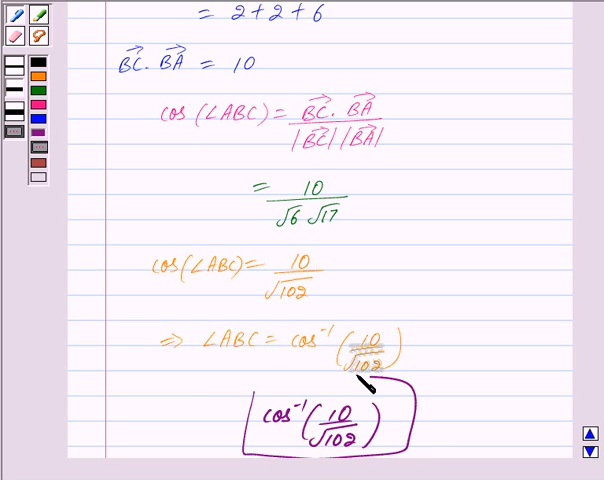 = 2 + 2 + 6
BC⃗ . BA⃗ = 10
cos (∠ABC) = BC⃗ . BA⃗ / |BC⃗| |BA⃗|
= 10 / √6 √17
cos (∠ABC) = 10 / √102
⇒ ∠ABC = cos⁻¹ (10 / √102)
cos⁻¹ (10 / √102)